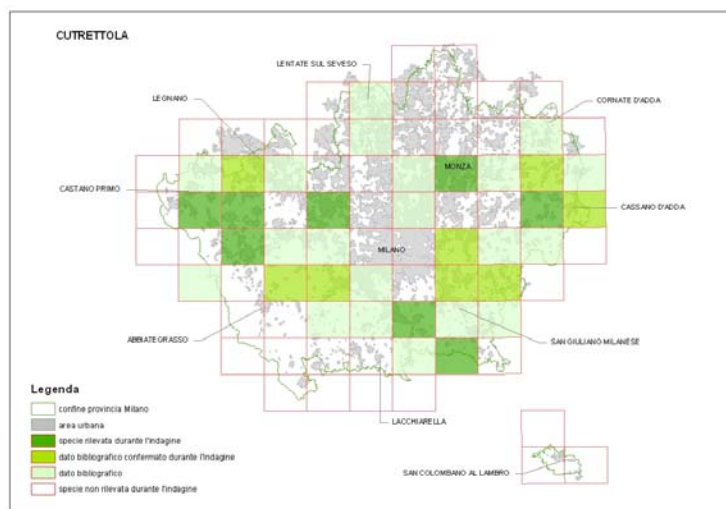 CUTRETTOLA
LENTATE SUL SEVESO
LEGNANO
CORNATE D'ADDA
MONZA
CASTANO PRIMO
CASSANO D'ADDA
MILANO
ABBIATEGRASSO
SAN GIULIANO MILANESE
Legenda
confine provincia Milano
area urbana
specie rilevata durante l'indagine
dato bibliografico confermato durante l'indagine
dato bibliografico
specie non rilevata durante l'indagine
LACCHIARELLA
SAN COLOMBANO AL LAMBRO